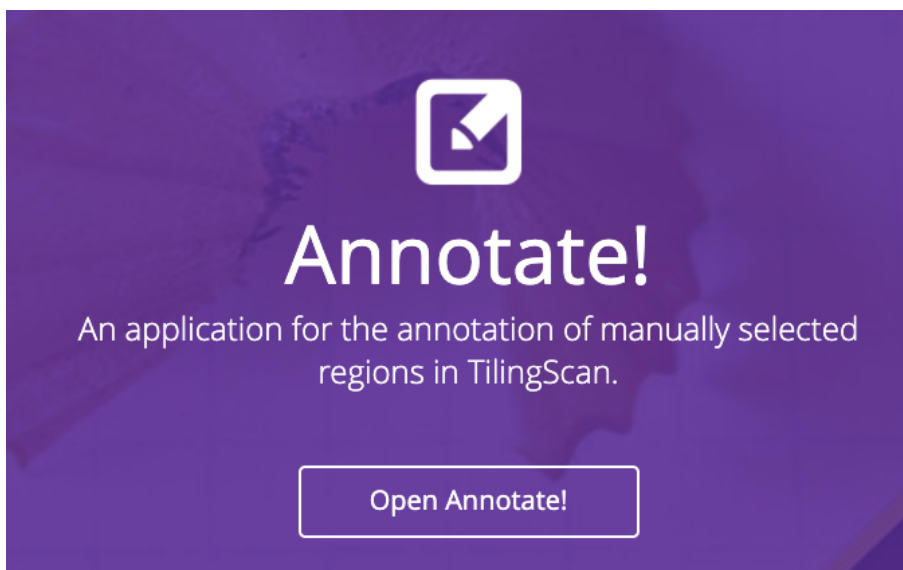 Annotate!
An application for the annotation of manually selected
regions in TilingScan.
Open Annotate!